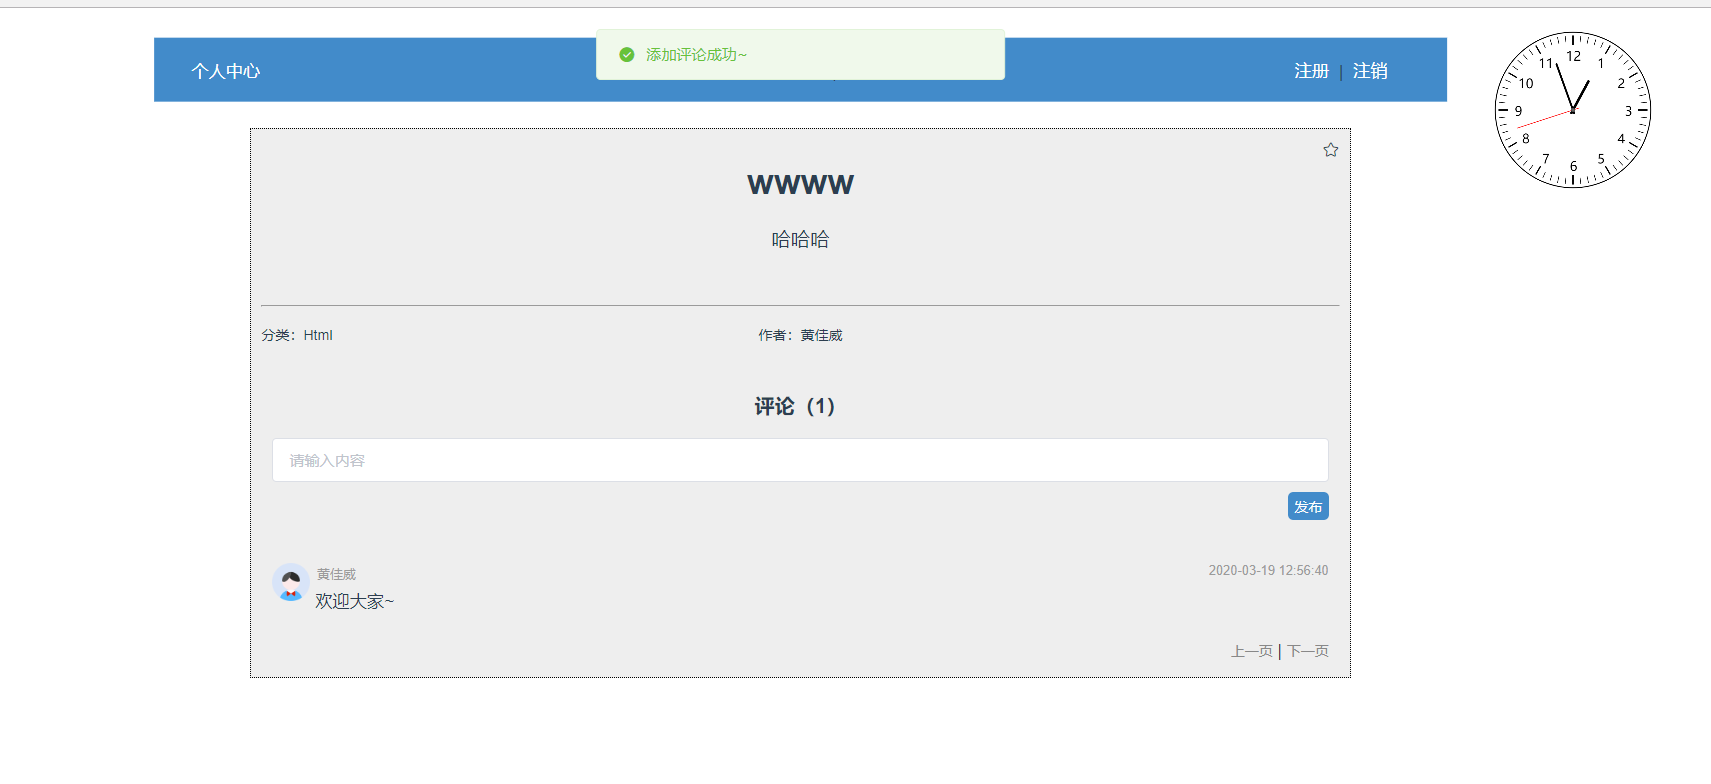 添加评论成功~
个人中心
注册 | 注销
12
1
2
3
4
5
6
7
8
9
10
11
wwww
哈哈哈
分类：Html
作者：黄佳威
评论（1）
请输入内容
发布
黄佳威
2020-03-19 12:56:40
欢迎大家~
上一页 | 下一页